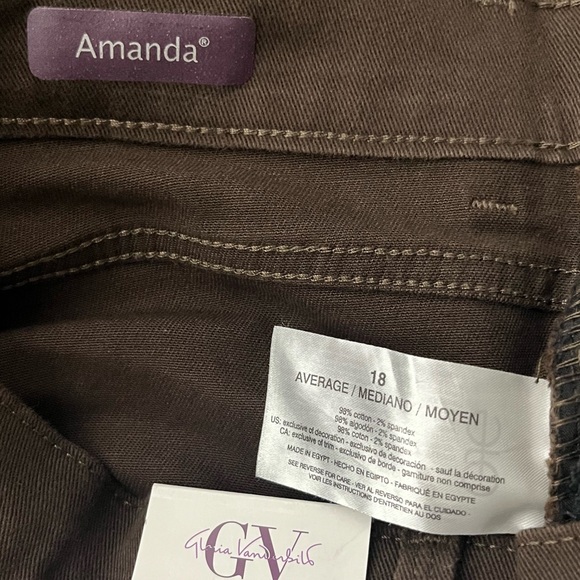 Amanda®
18
AVERAGE / MEDIANO / MOYEN
98% cotton - 2% spandex
98% algodón - 2% spandex
98% coton - 2% spandex
US: exclusive of decoration - exclusivo de decoración - sauf la décoration
CA: exclusive of trim - exclusivo de borde - garniture non comprise
MADE IN EGYPT - HECHO EN EGIPTO - FABRIQUÉ EN EGYPTE
SEE REVERSE FOR CARE - VER AL REVERSO PARA EL CUIDADO -
VOIR LES INSTRUCTIONS D'ENTRETIEN AU DOS
GV
Gloria Vanderbilt